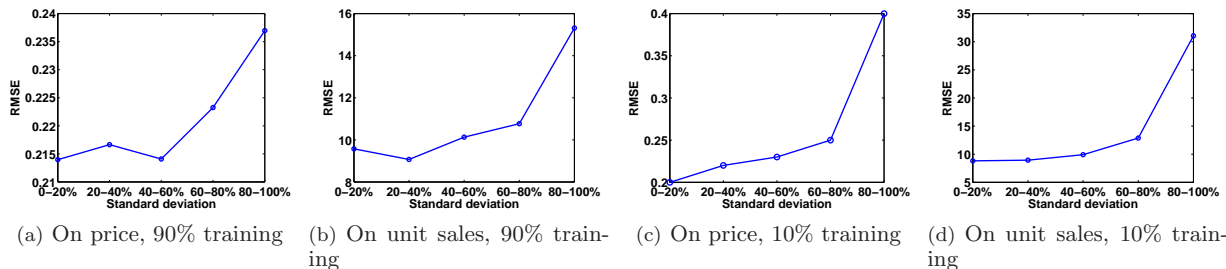 0.24
0.235
0.23
0.225
0.22
0.215
0.21
RMSE
0−20% 20−40% 40−60% 60−80% 80−100%
Standard deviation
(a) On price, 90% training
16
14
12
10
8
RMSE
0−20% 20−40% 40−60% 60−80% 80−100%
Standard deviation
(b) On unit sales, 90% train-
ing
0.4
0.3
0.25
0.2
RMSE
0−20% 20−40% 40−60% 60−80% 80−100%
Standard deviation
(c) On price, 10% training
35
30
25
20
15
10
5
RMSE
0−20% 20−40% 40−60% 60−80% 80−100%
Standard deviation
(d) On unit sales, 10% train-
ing